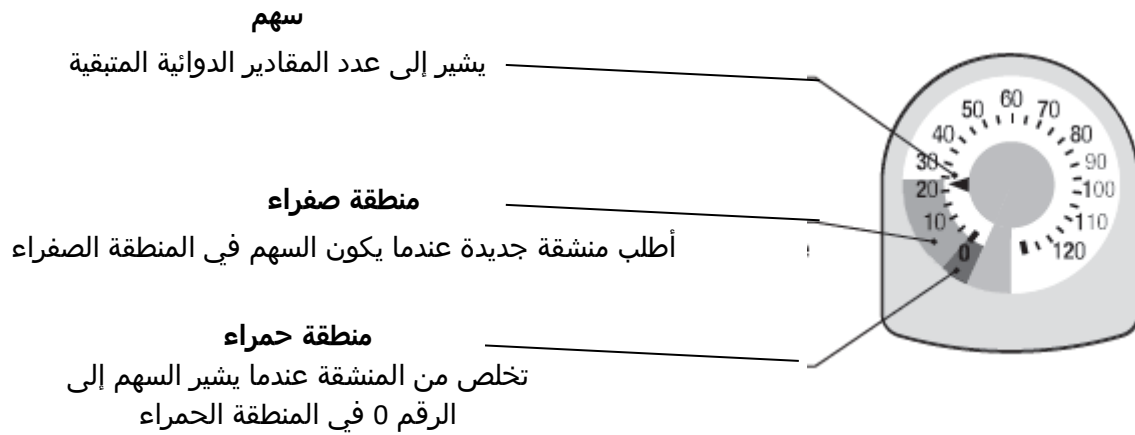 سهم
يشير إلى عدد المقادير الدوائية المتبقية
منطقة صفراء
أطلب منشقة جديدة عندما يكون السهم في المنطقة الصفراء
منطقة حمراء
تخلص من المنشقة عندما يشير السهم إلى
الرقم 0 في المنطقة الحمراء
0
10
20
30
40
50
60
70
80
90
100
110
120